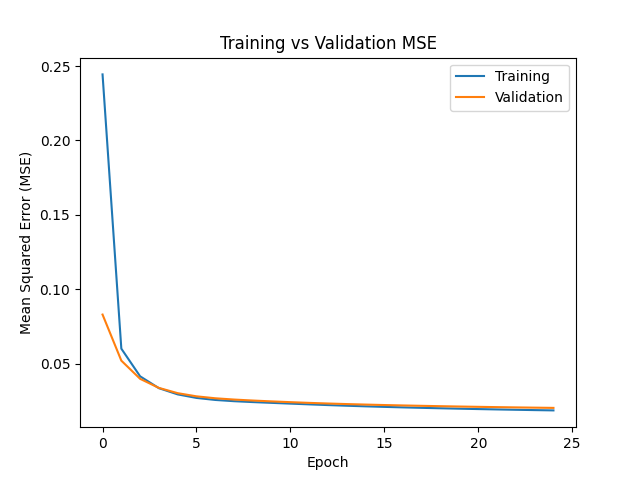 Training vs Validation MSE
Training
Validation
Mean Squared Error (MSE)
0.25
0.20
0.15
0.10
0.05
0 5 10 15 20 25
Epoch